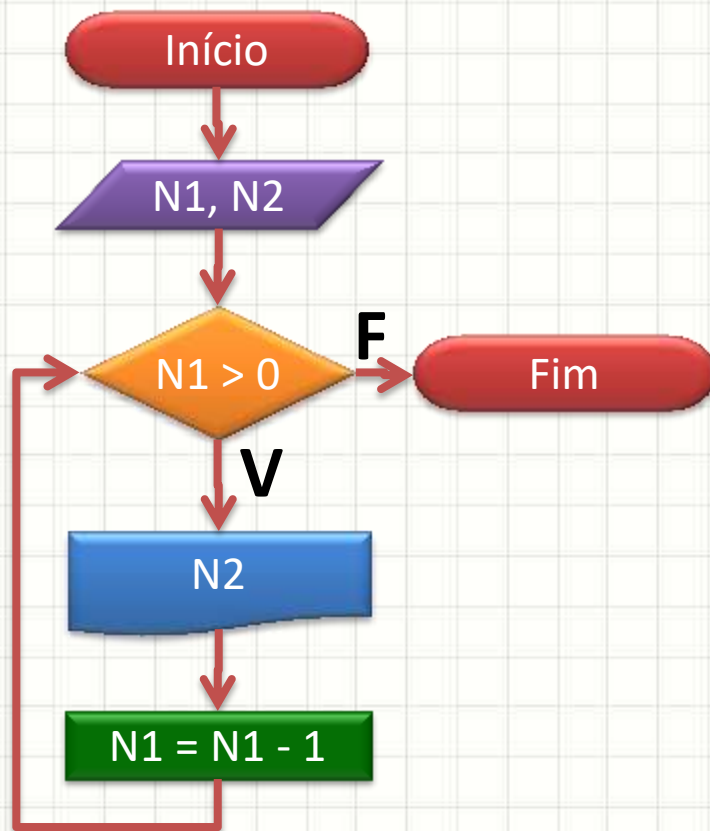 Início
N1, N2
N1 > 0
F
Fim
V
N2
N1 = N1 - 1